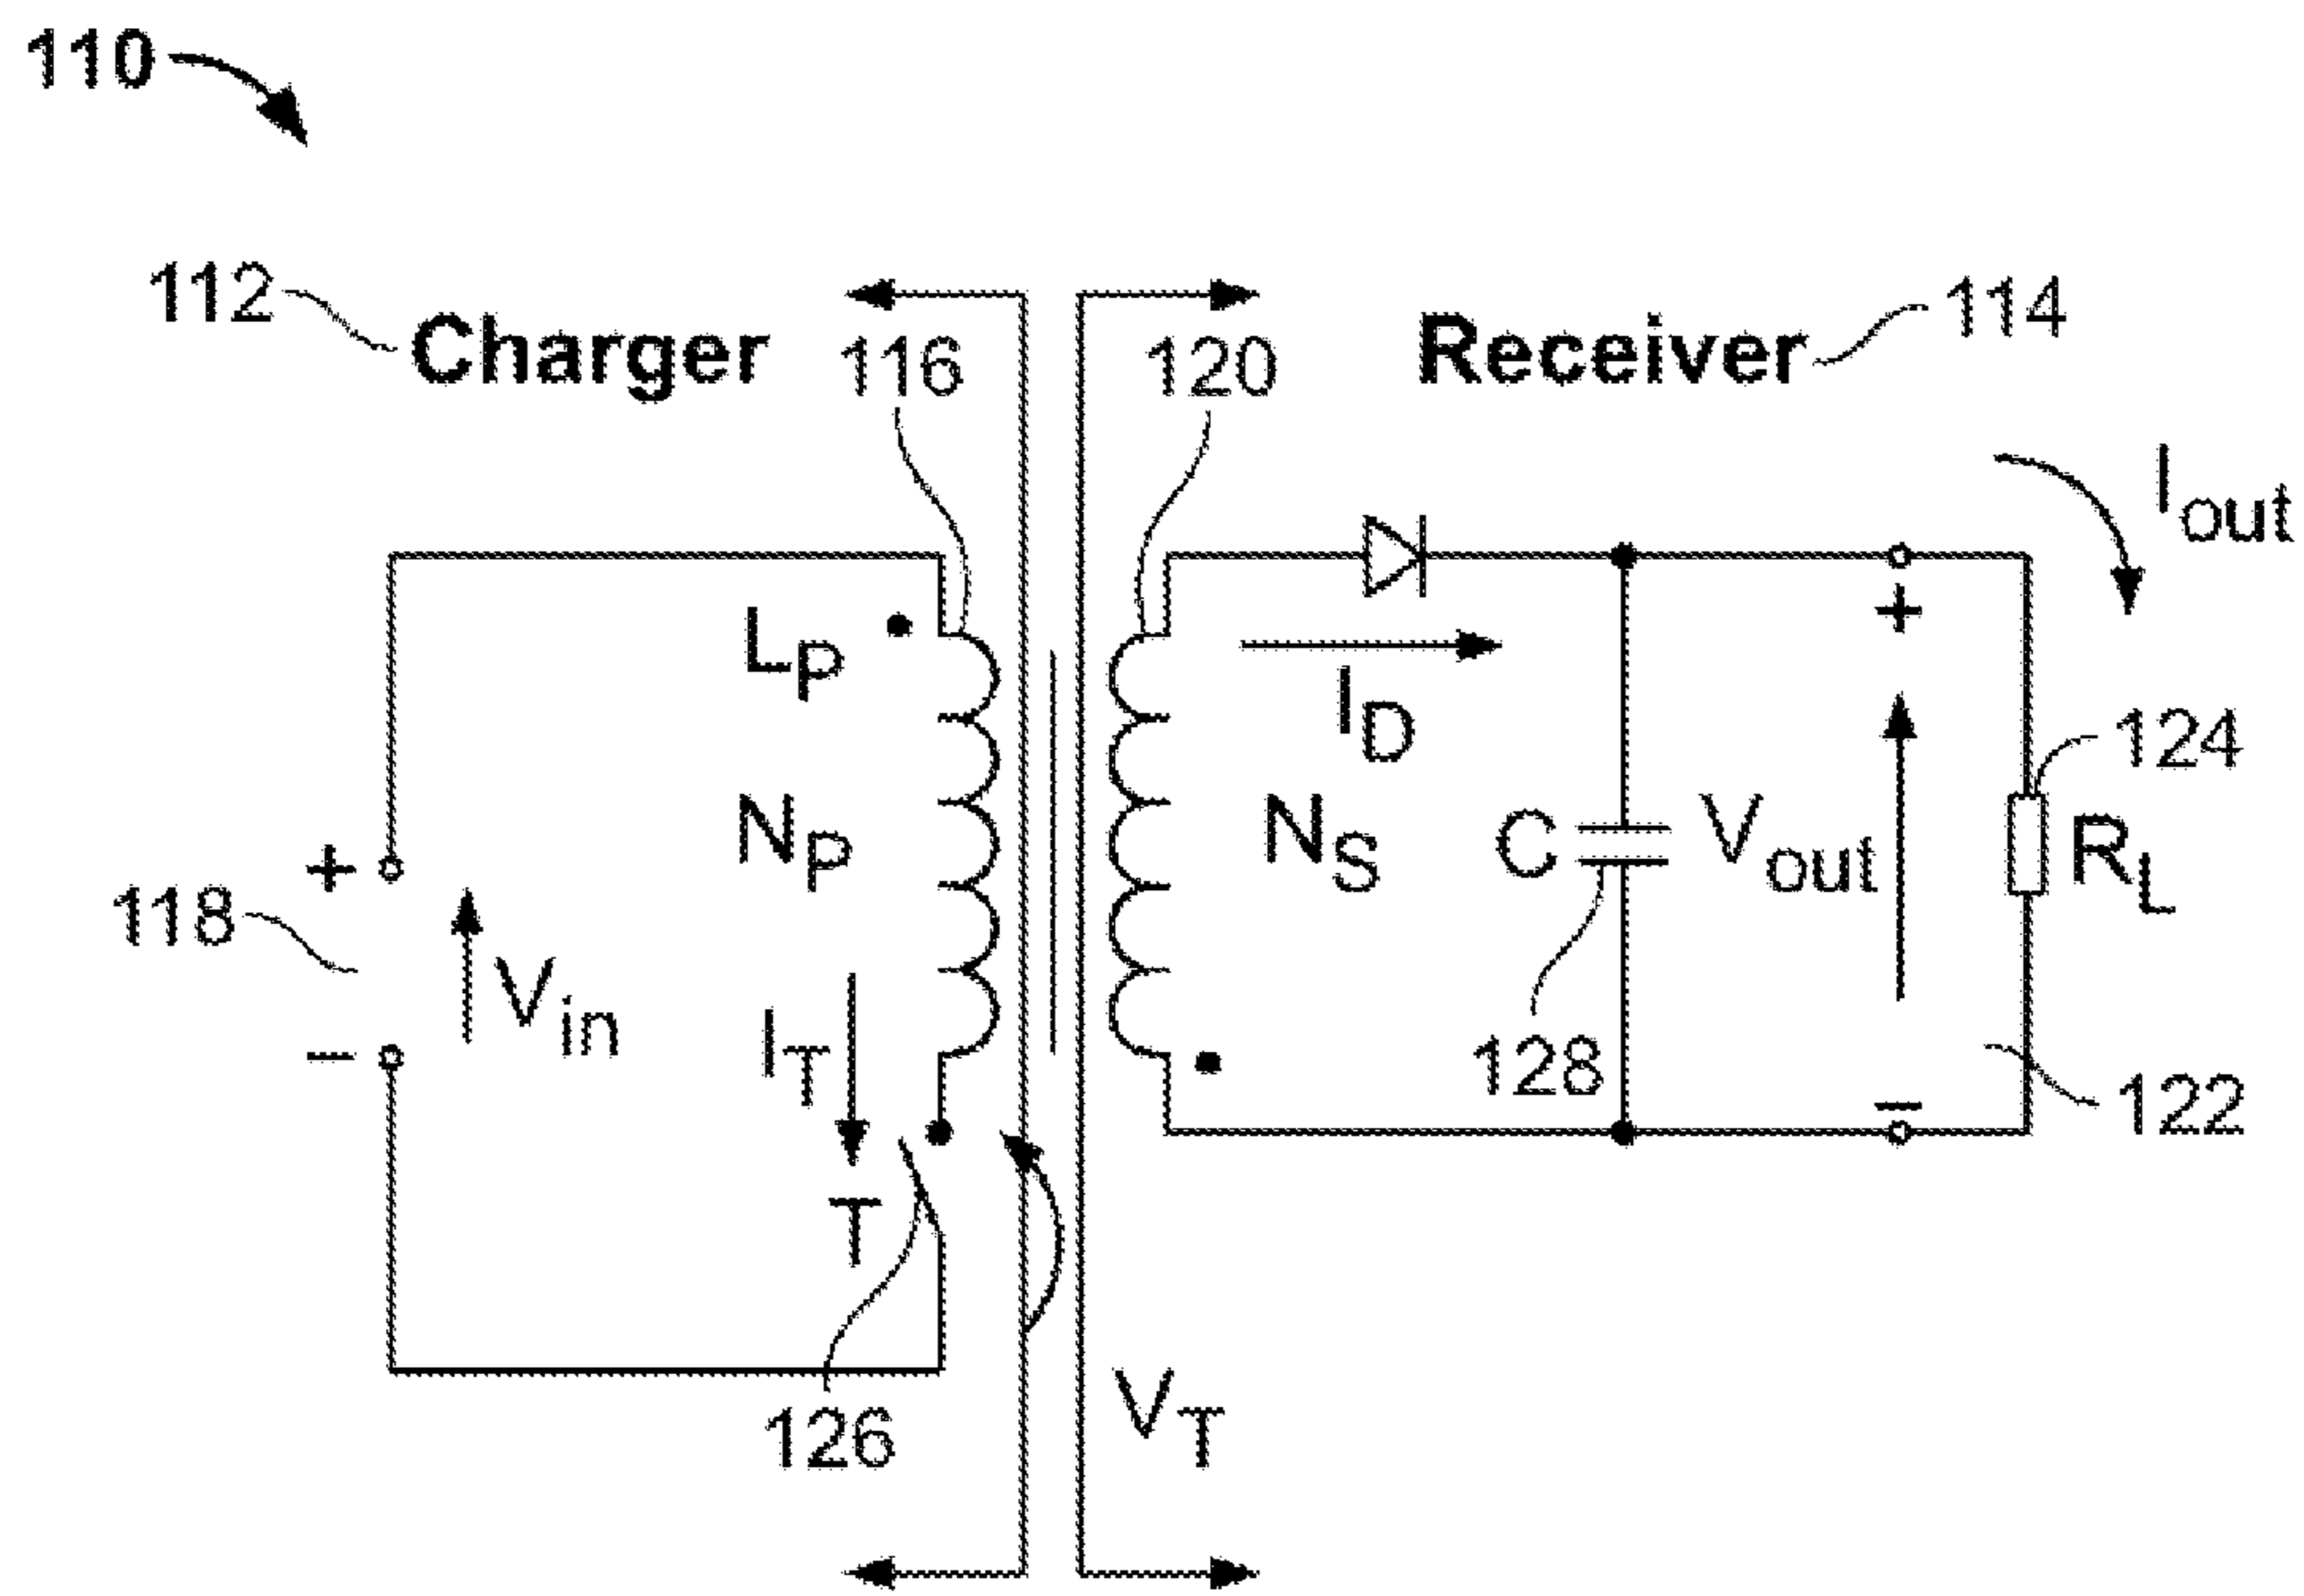 110
112
Charger
116
120
Receiver
114
Iout
LP
+
ID
124
NP
NS
C
Vout
RL
+
118
Vin
IT
128
−
−
122
T
VT
126